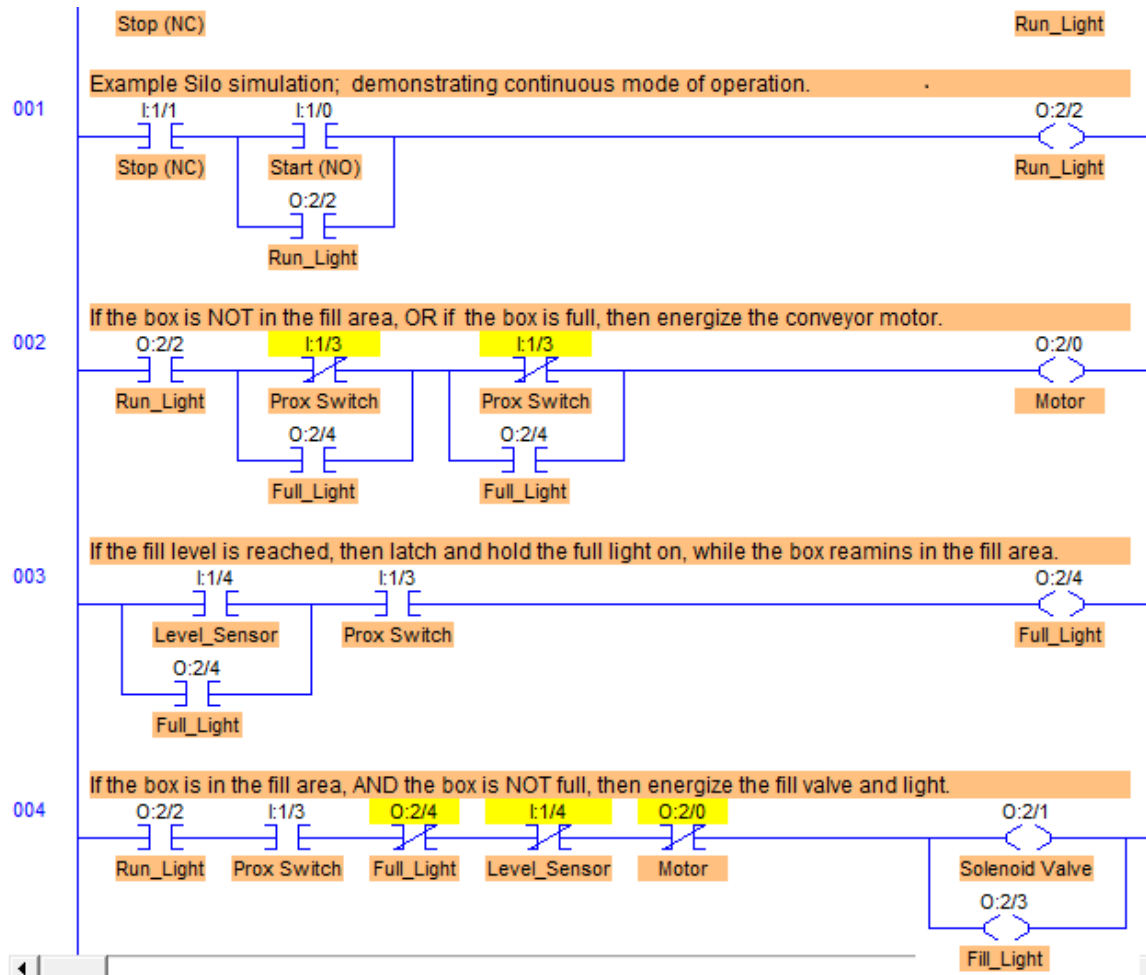 Stop (NC) Run_Light
Example Silo simulation; demonstrating continuous mode of operation.
001
I:1/1 I:1/0 O:2/2
Stop (NC) Start (NO) Run_Light
O:2/2
Run_Light
If the box is NOT in the fill area, OR if the box is full, then energize the conveyor motor.
002
O:2/2 I:1/3 I:1/3 O:2/0
Run_Light Prox Switch Prox Switch Motor
O:2/4 O:2/4
Full_Light Full_Light
If the fill level is reached, then latch and hold the full light on, while the box reamins in the fill area.
003
I:1/4 I:1/3 O:2/4
Level_Sensor Prox Switch Full_Light
O:2/4
Full_Light
If the box is in the fill area, AND the box is NOT full, then energize the fill valve and light.
004
O:2/2 I:1/3 O:2/4 I:1/4 O:2/0 O:2/1
Run_Light Prox Switch Full_Light Level_Sensor Motor Solenoid Valve
O:2/3
Fill_Light